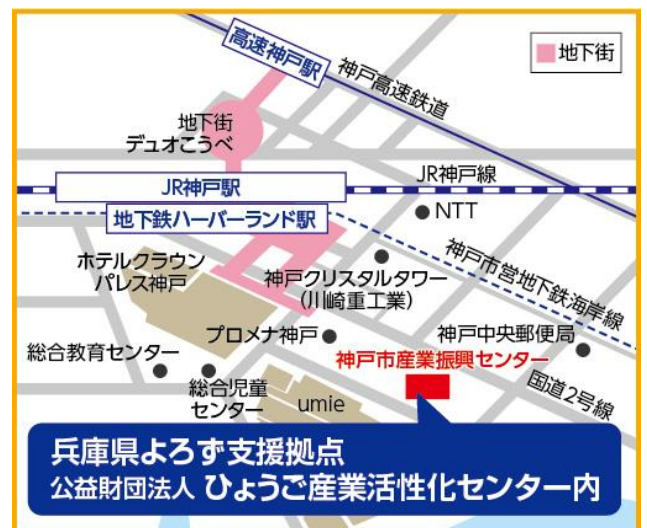 高速神戸駅
神戸高速鉄道
地下街
地下街
デュオこうべ
JR神戸駅
JR神戸線
地下鉄ハーバーランド駅
NTT
ホテルクラウン
パレス神戸
神戸クリスタルタワー
(川崎重工業)
神戸市営地下鉄海岸線
プロメナ神戸
神戸中央郵便局
総合教育センター
神戸市産業振興センター
総合児童
センター
umie
国道2号線
兵庫県よろず支援拠点
公益財団法人 ひょうご産業活性化センター内